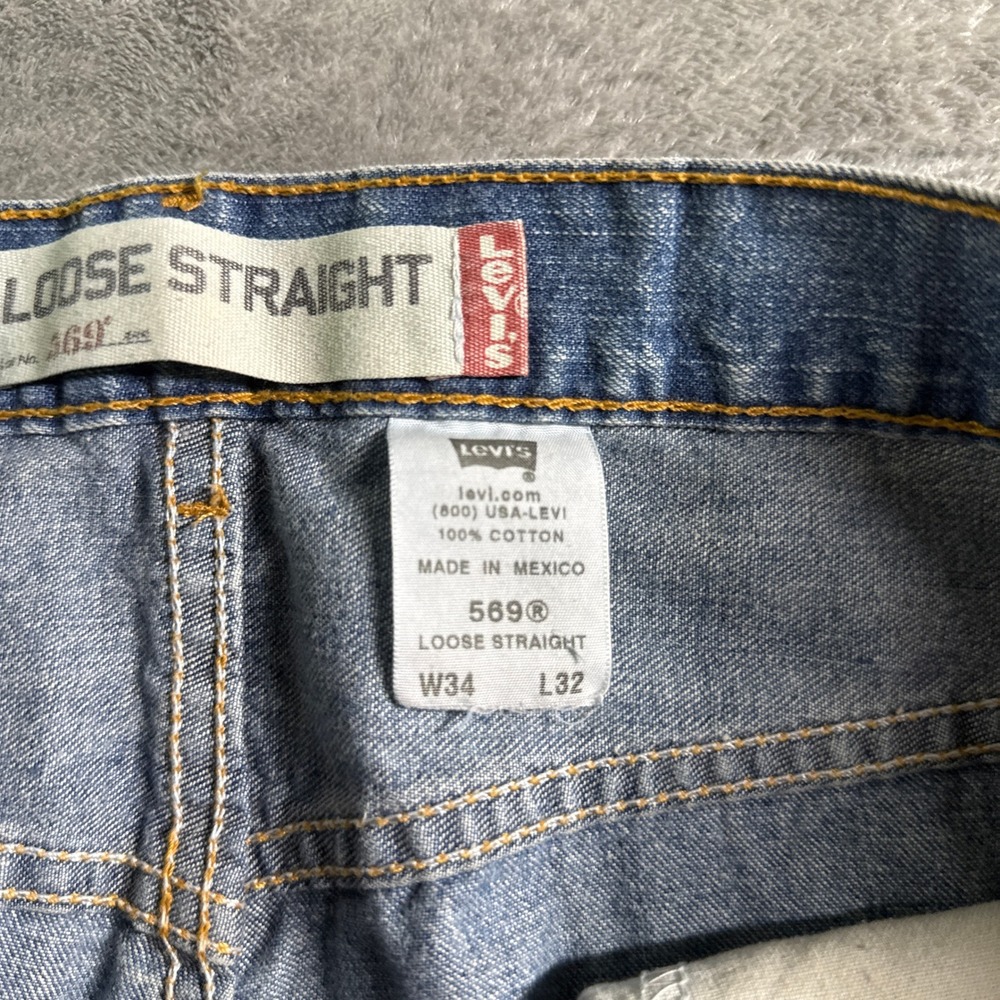 LOOSE STRAIGHT
No. 569
LEVI'S
LEVI'S
®
levi.com
(800) USA-LEVI
100% COTTON
MADE IN MEXICO
569®
LOOSE STRAIGHT
W34 L32